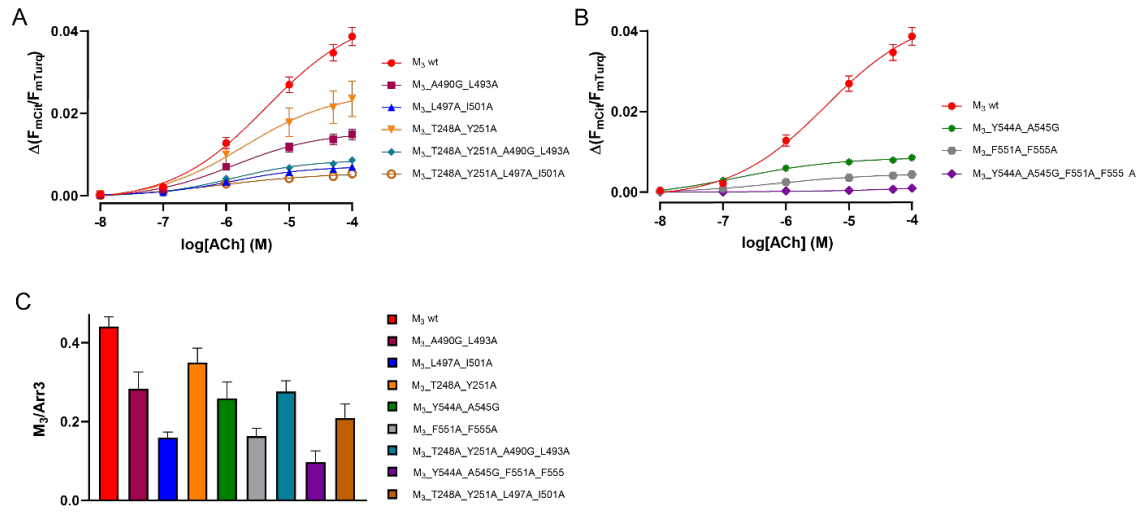 A
Δ(FmCit/FmTurq)
0.04
0.02
0.00
-8 -7 -6 -5 -4
log[ACh] (M)
M3 wt
M3_A490G_L493A
M3_L497A_I501A
M3_T248A_Y251A
M3_T248A_Y251A_A490G_L493A
M3_T248A_Y251A_L497A_I501A
B
Δ(FmCit/FmTurq)
0.04
0.02
0.00
-8 -7 -6 -5 -4
log[ACh] (M)
M3 wt
M3_Y544A_A545G
M3_F551A_F555A
M3_Y544A_A545G_F551A_F555 A
C
M3/Arr3
0.4
0.2
0.0
M3 wt
M3_A490G_L493A
M3_L497A_I501A
M3_T248A_Y251A
M3_Y544A_A545G
M3_F551A_F555A
M3_T248A_Y251A_A490G_L493A
M3_Y544A_A545G_F551A_F555
M3_T248A_Y251A_L497A_I501A